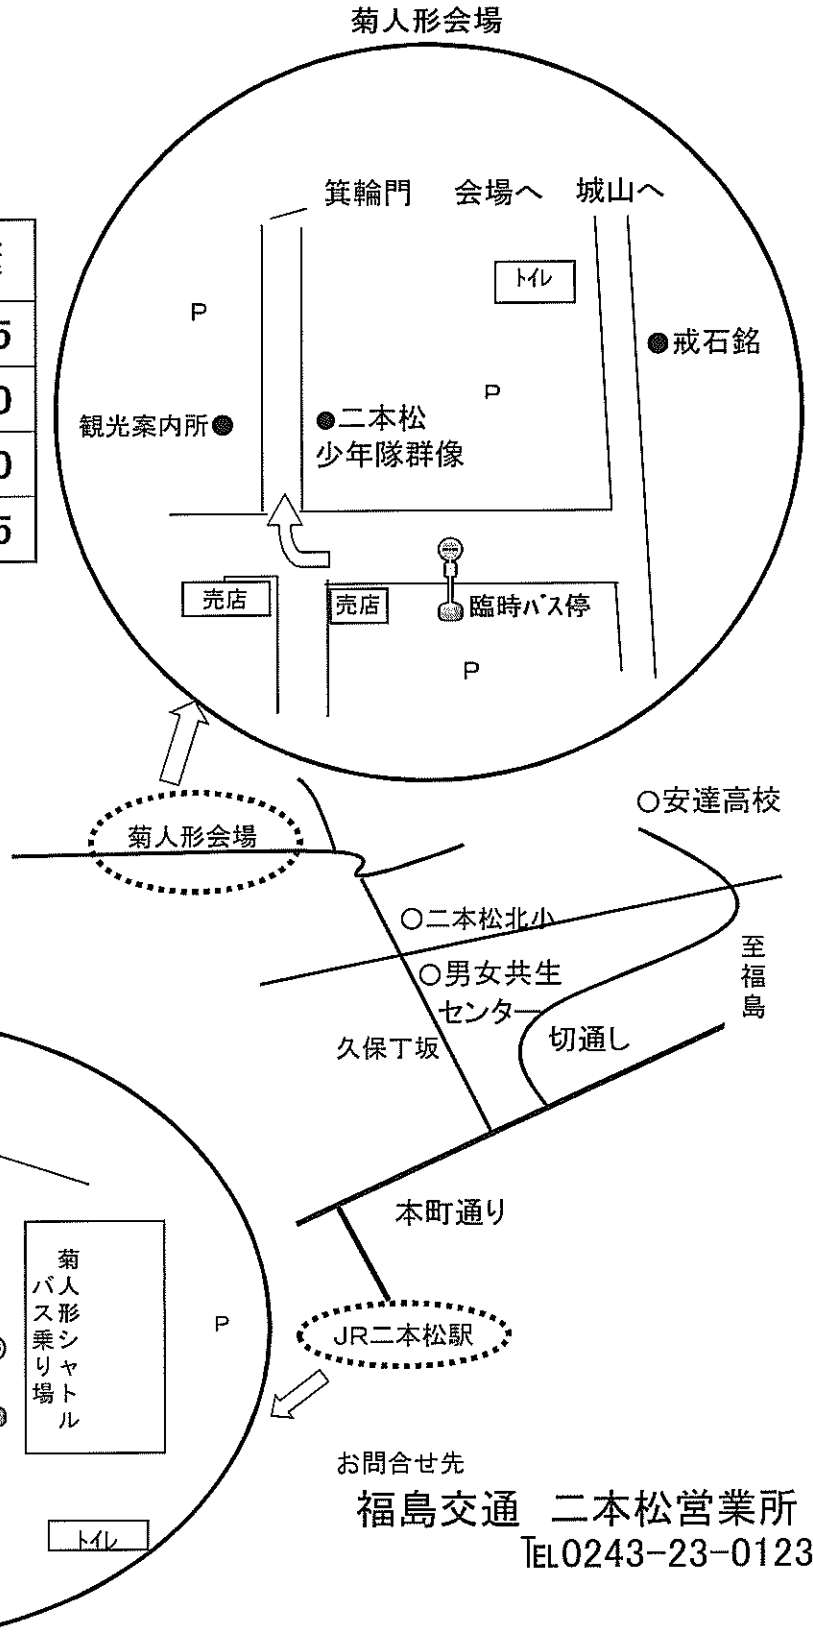 菊人形会場
箕輪門 会場へ 城山へ
トイレ
P
●戒石銘
P
観光案内所●
●二本松
少年隊群像
5
0
0
5
売店
売店
臨時バス停
P
菊人形会場
○安達高校
○二本松北小
至福島
○男女共生
センター
久保丁坂
切通し
本町通り
菊人形シャトル
バス乗り場
P
JR二本松駅
トイレ
お問合せ先
福島交通 二本松営業所
℡0243-23-0123